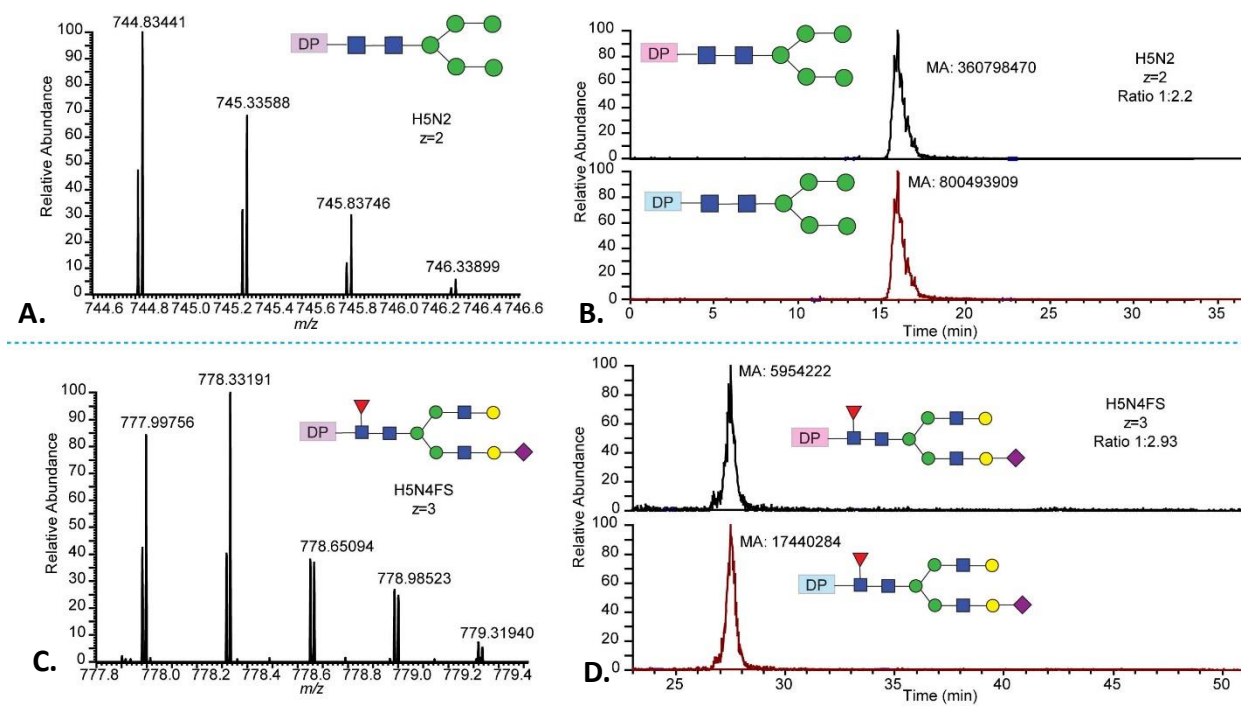 744.83441
100
90
80
70
60
50
40
30
20
10
0
Relative Abundance
DP
745.33588
H5N2
z=2
745.83746
746.33899
744.6 744.8 745.0 745.2 745.4 745.6 745.8 746.0 746.2 746.4 746.6
m/z
A.
100
80
60
40
20
0
Relative Abundance
DP
MA: 360798470
H5N2
z=2
Ratio 1:2.2
100
80
60
40
20
0
DP
MA: 800493909
0 5 10 15 20 25 30 35
Time (min)
B.
778.33191
100
90
80
70
60
50
40
30
20
10
0
Relative Abundance
777.99756
DP
H5N4FS
z=3
778.65094
778.98523
779.31940
777.8 778.0 778.2 778.4 778.6 778.8 779.0 779.2 779.4
m/z
C.
100
80
60
40
20
0
Relative Abundance
MA: 5954222
DP
H5N4FS
z=3
Ratio 1:2.93
100
80
60
40
20
0
MA: 17440284
DP
25 30 35 40 45 50
Time (min)
D.